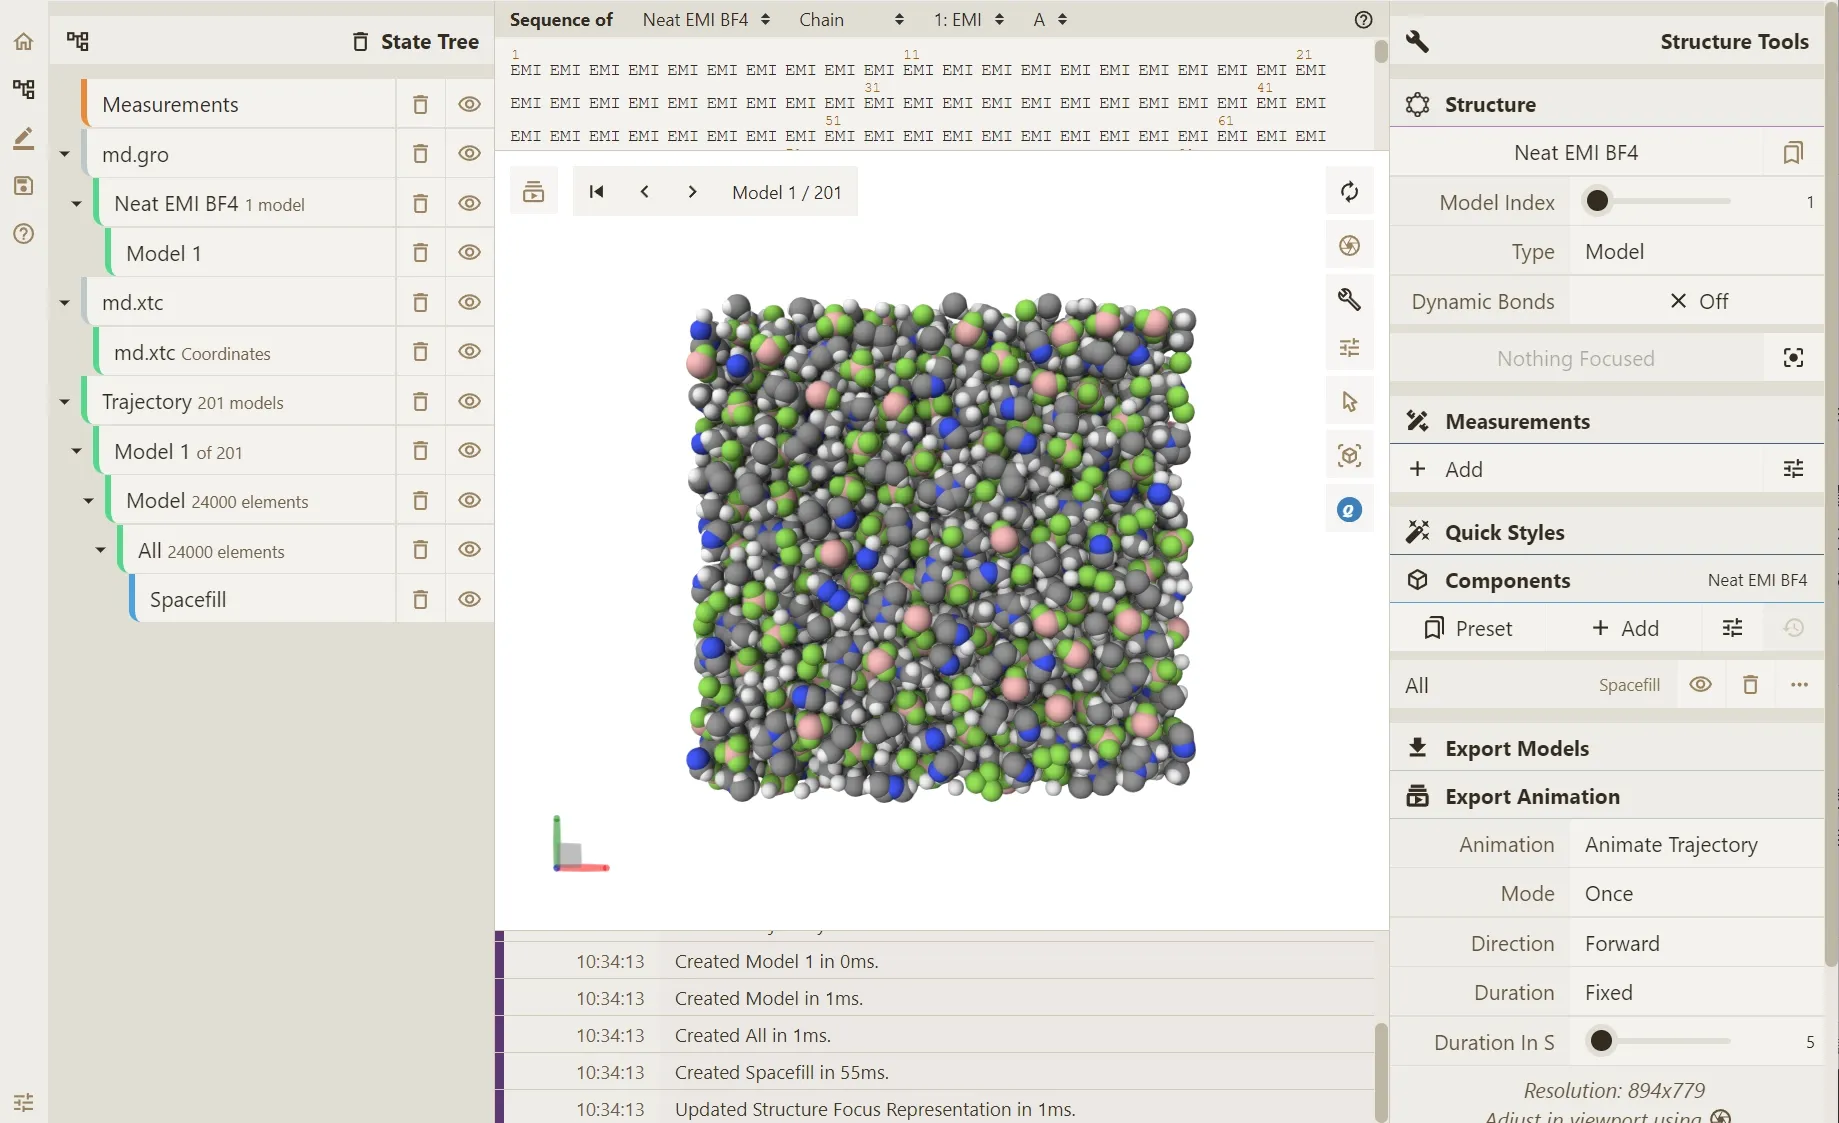 State Tree
Measurements
md.gro
Neat EMI BF4 1 model
Model 1
md.xtc
md.xtc Coordinates
Trajectory 201 models
Model 1 of 201
Model 24000 elements
All 24000 elements
Spacefill
Sequence of Neat EMI BF4 Chain 1: EMI A
1 11 21
EMI EMI EMI EMI EMI EMI EMI EMI EMI EMI EMI EMI EMI EMI EMI EMI EMI EMI EMI EMI EMI
31 41
EMI EMI EMI EMI EMI EMI EMI EMI EMI EMI EMI EMI EMI EMI EMI EMI EMI EMI EMI EMI EMI
51 61
EMI EMI EMI EMI EMI EMI EMI EMI EMI EMI EMI EMI EMI EMI EMI EMI EMI EMI EMI EMI EMI
Model 1 / 201
10:34:13 Created Model 1 in 0ms.
10:34:13 Created Model in 1ms.
10:34:13 Created All in 1ms.
10:34:13 Created Spacefill in 55ms.
10:34:13 Updated Structure Focus Representation in 1ms.
Structure Tools
Structure
Neat EMI BF4
Model Index 1
Type Model
Dynamic Bonds Off
Nothing Focused
Measurements
Add
Quick Styles
Components Neat EMI BF4
Preset Add
All Spacefill
Export Models
Export Animation
Animation Animate Trajectory
Mode Once
Direction Forward
Duration Fixed
Duration In S 5
Resolution: 894x779
Adjust in viewport using